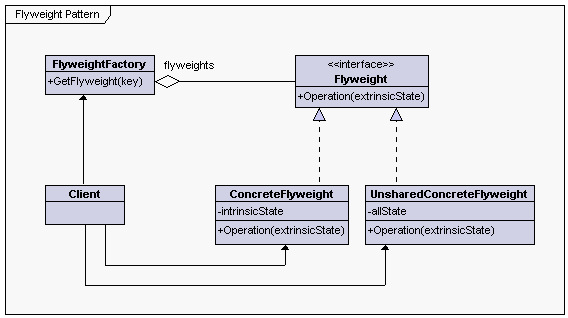 Flyweight Pattern
FlyweightFactory
+GetFlyweight(key)
flyweights
<<interface>>
Flyweight
+Operation(extrinsicState)
Client
ConcreteFlyweight
-intrinsicState
+Operation(extrinsicState)
UnsharedConcreteFlyweight
-allState
+Operation(extrinsicState)